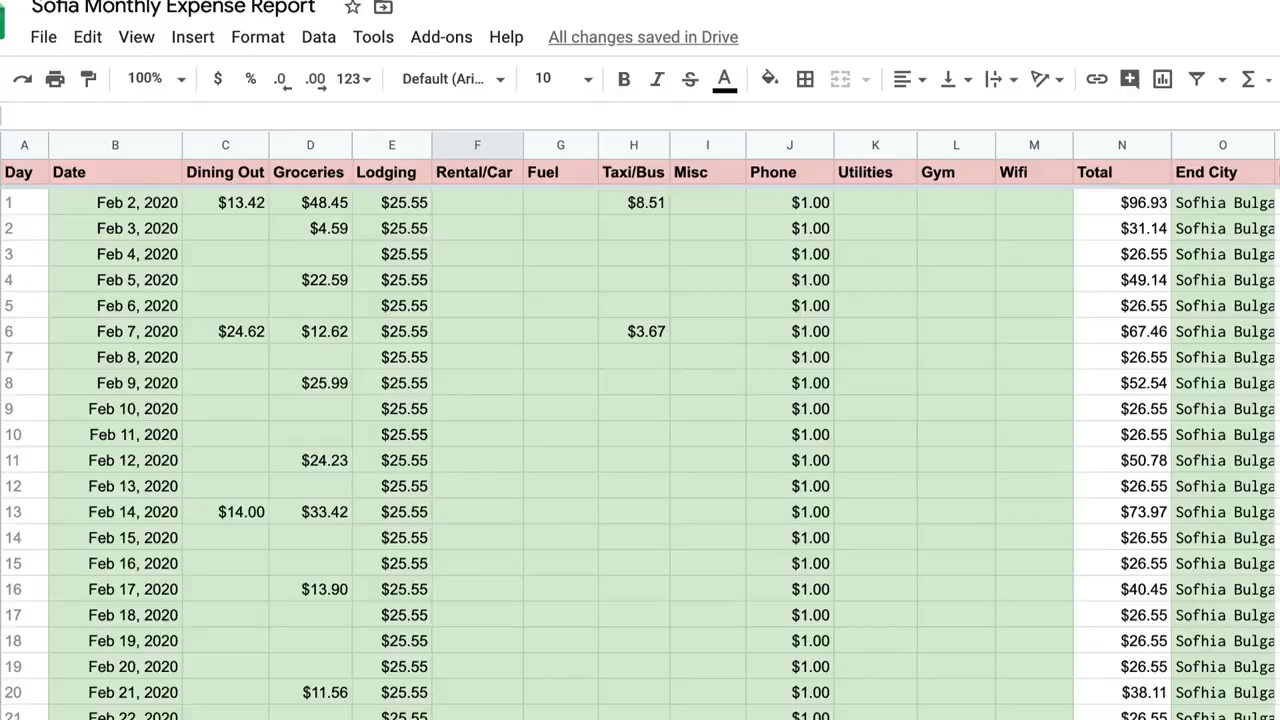 Sofia Monthly Expense Report
File Edit View Insert Format Data Tools Add-ons Help All changes saved in Drive
100% $ % .0 .00 123 Default (Ari... 10 B I S A Σ
A B C D E F G H I J K L M N O
Day Date Dining Out Groceries Lodging Rental/Car Fuel Taxi/Bus Misc Phone Utilities Gym Wifi Total End City
1 Feb 2, 2020 $13.42 $48.45 $25.55 $8.51 $1.00 $96.93 Sofhia Bulga
2 Feb 3, 2020 $4.59 $25.55 $1.00 $31.14 Sofhia Bulga
3 Feb 4, 2020 $25.55 $1.00 $26.55 Sofhia Bulga
4 Feb 5, 2020 $22.59 $25.55 $1.00 $49.14 Sofhia Bulga
5 Feb 6, 2020 $25.55 $1.00 $26.55 Sofhia Bulga
6 Feb 7, 2020 $24.62 $12.62 $25.55 $3.67 $1.00 $67.46 Sofhia Bulga
7 Feb 8, 2020 $25.55 $1.00 $26.55 Sofhia Bulga
8 Feb 9, 2020 $25.99 $25.55 $1.00 $52.54 Sofhia Bulga
9 Feb 10, 2020 $25.55 $1.00 $26.55 Sofhia Bulga
10 Feb 11, 2020 $25.55 $1.00 $26.55 Sofhia Bulga
11 Feb 12, 2020 $24.23 $25.55 $1.00 $50.78 Sofhia Bulga
12 Feb 13, 2020 $25.55 $1.00 $26.55 Sofhia Bulga
13 Feb 14, 2020 $14.00 $33.42 $25.55 $1.00 $73.97 Sofhia Bulga
14 Feb 15, 2020 $25.55 $1.00 $26.55 Sofhia Bulga
15 Feb 16, 2020 $25.55 $1.00 $26.55 Sofhia Bulga
16 Feb 17, 2020 $13.90 $25.55 $1.00 $40.45 Sofhia Bulga
17 Feb 18, 2020 $25.55 $1.00 $26.55 Sofhia Bulga
18 Feb 19, 2020 $25.55 $1.00 $26.55 Sofhia Bulga
19 Feb 20, 2020 $25.55 $1.00 $26.55 Sofhia Bulga
20 Feb 21, 2020 $11.56 $25.55 $1.00 $38.11 Sofhia Bulga
21 Feb 22, 2020 $25.55 $1.00 $26.55 Sofhia Bulga